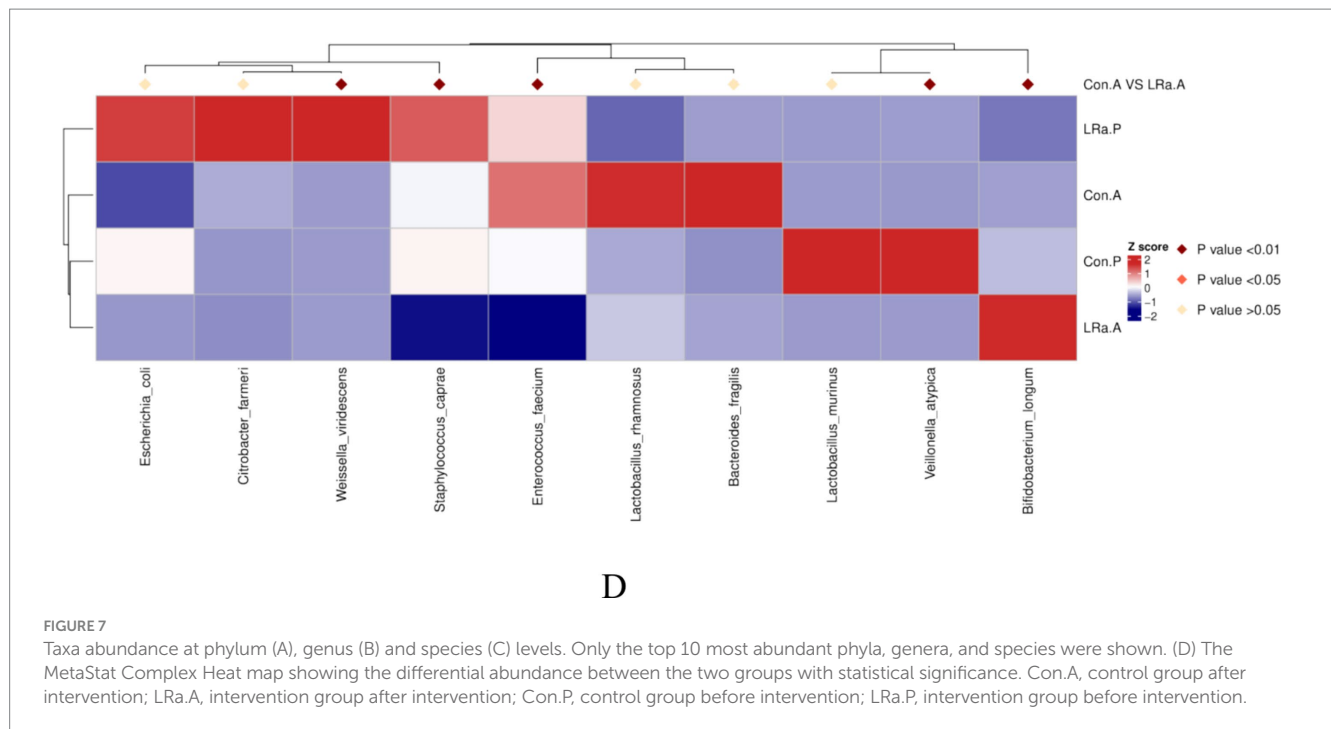 Con.A VS LRa.A
LRa.P
Con.A
Con.P
LRa.A
Z score
2
1
0
−1
−2
P value <0.01
P value <0.05
P value >0.05
Escherichia_coli
Citrobacter_farmeri
Weissella_viridescens
Staphylococcus_caprae
Enterococcus_faecium
Lactobacillus_rhamnosus
Bacteroides_fragilis
Lactobacillus_murinus
Veillonella_atypica
Bifidobacterium_longum
D
FIGURE 7
Taxa abundance at phylum (A), genus (B) and species (C) levels. Only the top 10 most abundant phyla, genera, and species were shown. (D) The
MetaStat Complex Heat map showing the differential abundance between the two groups with statistical significance. Con.A, control group after
intervention; LRa.A, intervention group after intervention; Con.P, control group before intervention; LRa.P, intervention group before intervention.